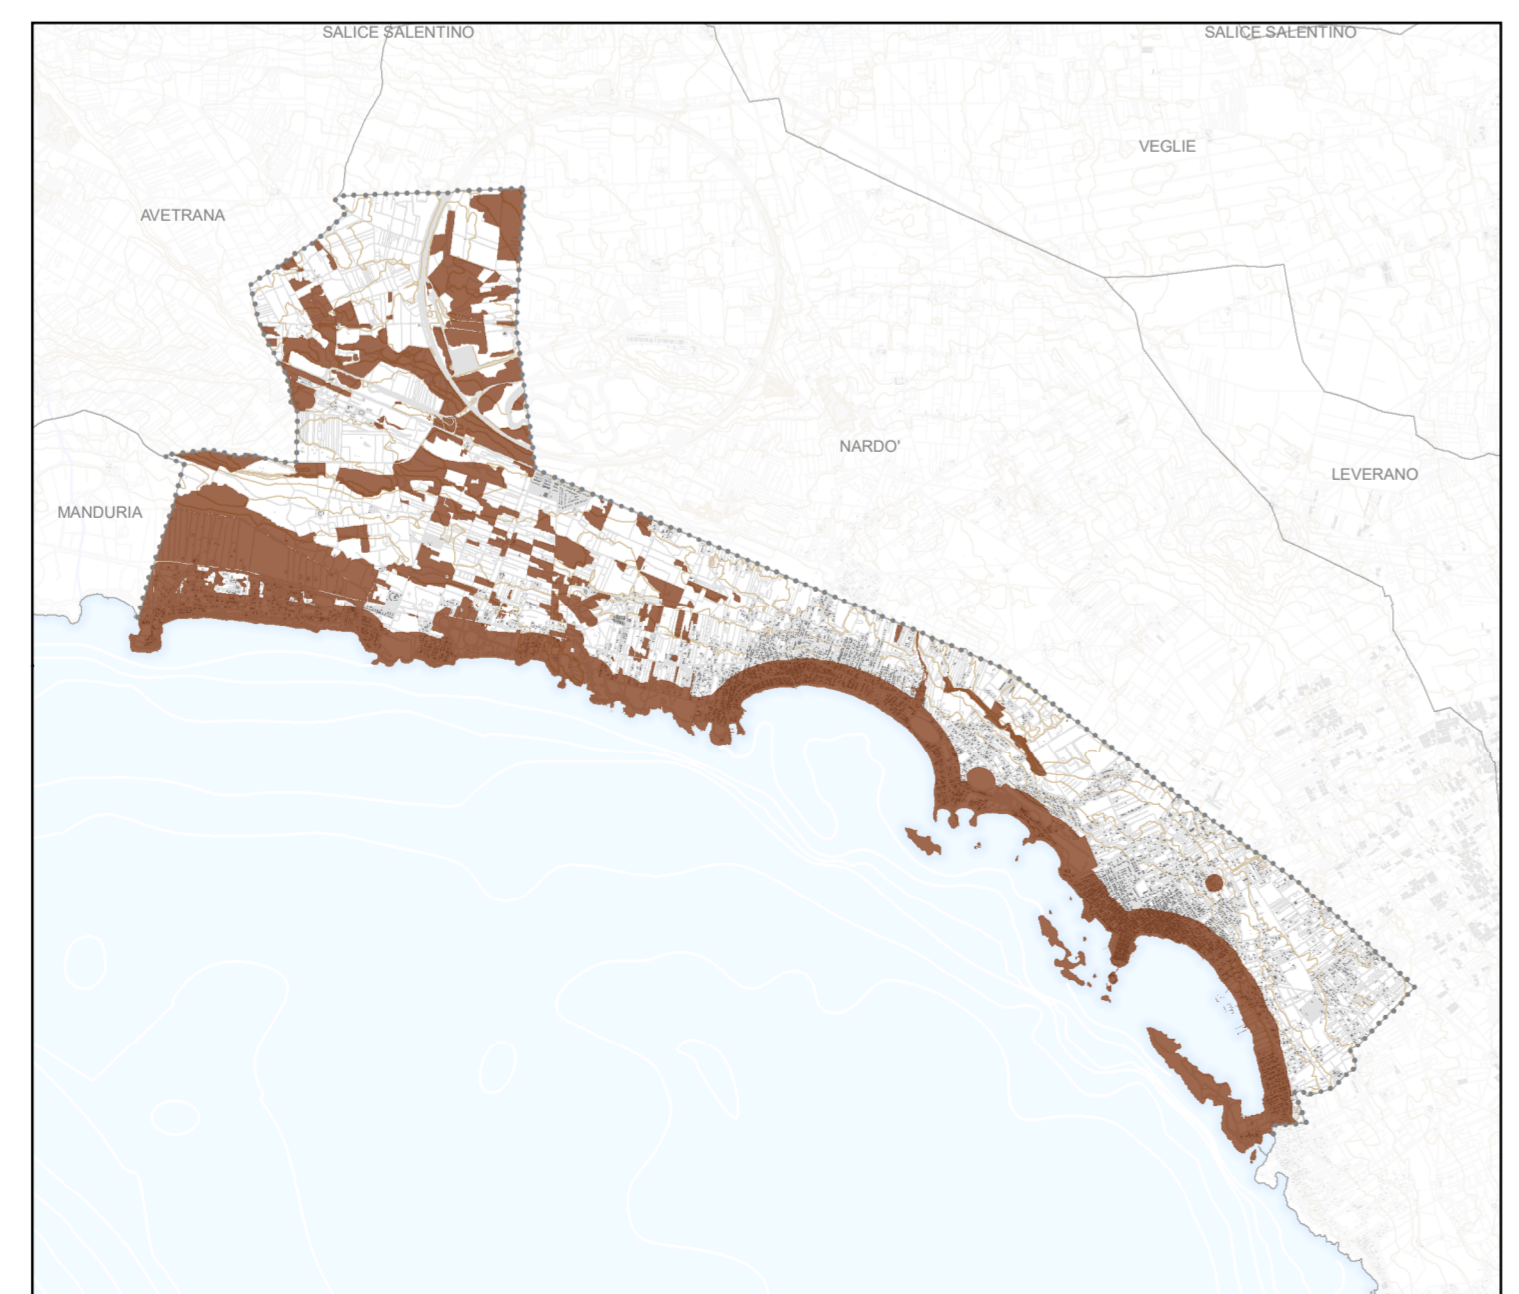 SALICE SALENTINO
SALICE SALENTINO
VEGLIE
AVETRANA
NARDO'
LEVERANO
MANDURIA